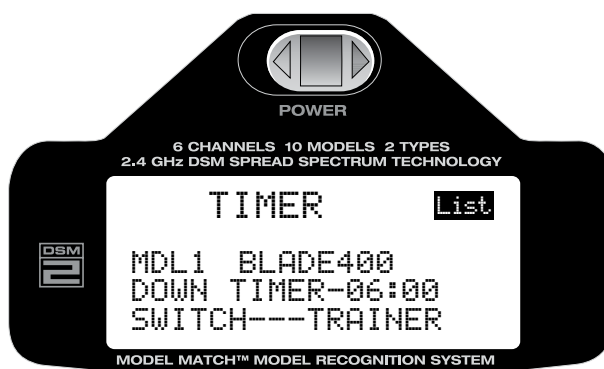 POWER
6 CHANNELS 10 MODELS 2 TYPES
2.4 GHz DSM SPREAD SPECTRUM TECHNOLOGY
TIMER List
DSM
2
MDL1 BLADE400
DOWN TIMER-06:00
SWITCH---TRAINER
MODEL MATCH™ MODEL RECOGNITION SYSTEM